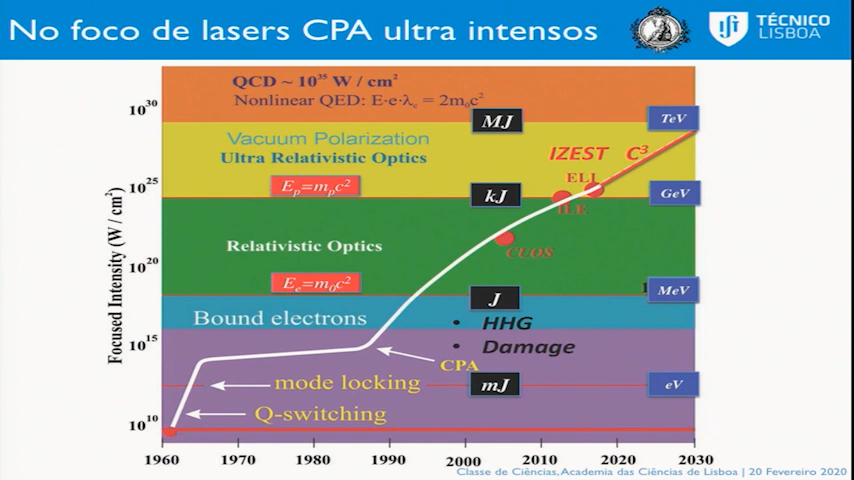 No foco de lasers CPA ultra intensos
TÉCNICO
LISBOA
QCD ~ 10³⁵ W / cm²
Nonlinear QED: E·e·λc = 2m₀c²
10³⁰
MJ
TeV
Vacuum Polarization
Ultra Relativistic Optics
IZEST C³
ELI
10²⁵
Eₚ=mₚc²
kJ
GeV
ILE
Relativistic Optics
CUOS
10²⁰
Eₑ=m₀c²
J
MeV
Bound electrons
• HHG
• Damage
10¹⁵
CPA
mode locking
mJ
eV
Q-switching
10¹⁰
Focused Intensity (W / cm²)
1960 1970 1980 1990 2000 2010 2020 2030
Classe de Ciências, Academia das Ciências de Lisboa | 20 Fevereiro 2020